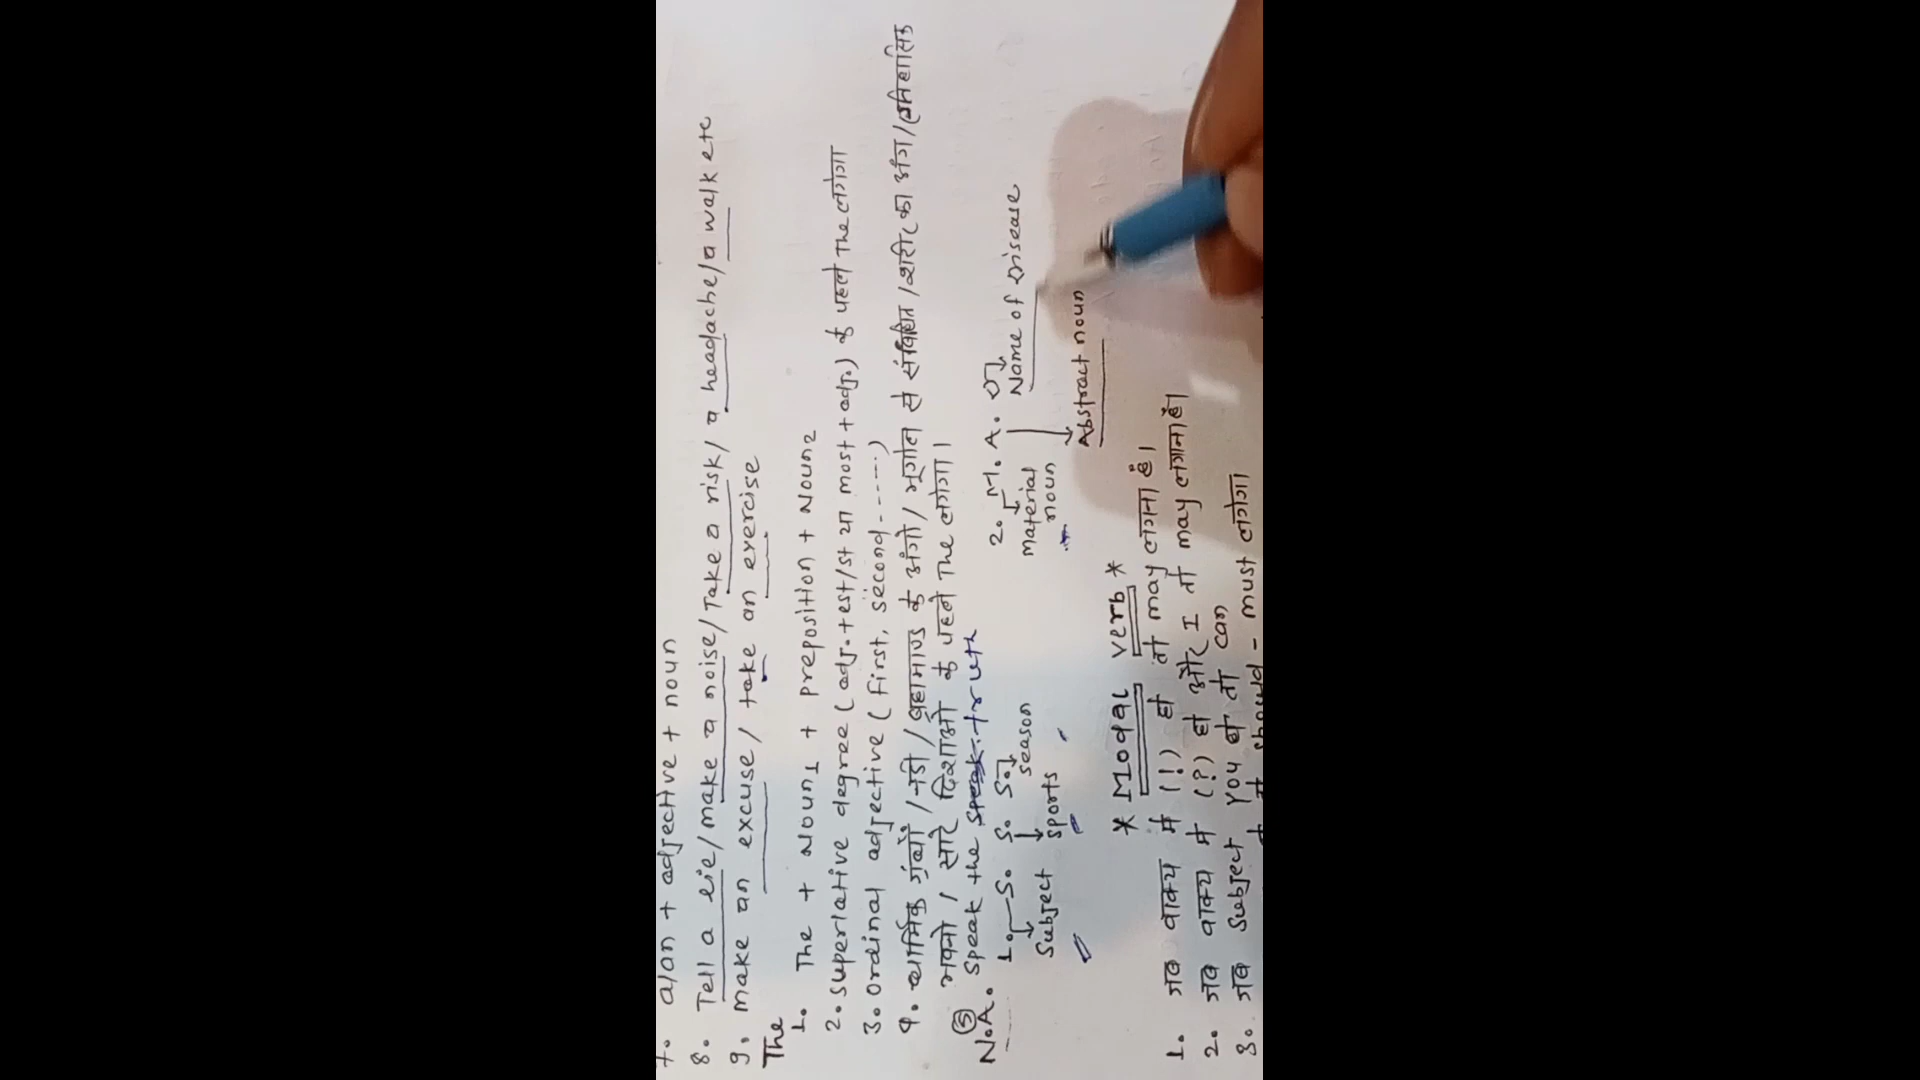 7. a/an + adjective + noun
8. Tell a lie/make a noise/Take a risk/a headache/a walk etc
9. make an excuse/take an exercise
The
1. The + Noun1 + preposition + Noun2
2. superlative degree (adj.+est/st या most+adj.) के पहले The लगेगा
3. Ordinal adjective (first, second-----)
4. धार्मिक ग्रंथों/नदी/ब्रहामाण्ड के अंगो/भूगोल से संबंधित/शरीर का अंग/
भवनो/सारे दिशाओ के पहले The लगेगा।
⑤ Speak the truth
N.A. 1. S. S. S. 2. M. A. D
Subject sports season material noun Abstract noun Name of Disease
* Modal verb *
1. जब वाक्य में (!) हो तो may लगाना है।
2. जब वाक्य में (?) हो और I तो may लगाना है।
3. जब Subject you हो तो can
should - must लगेगा